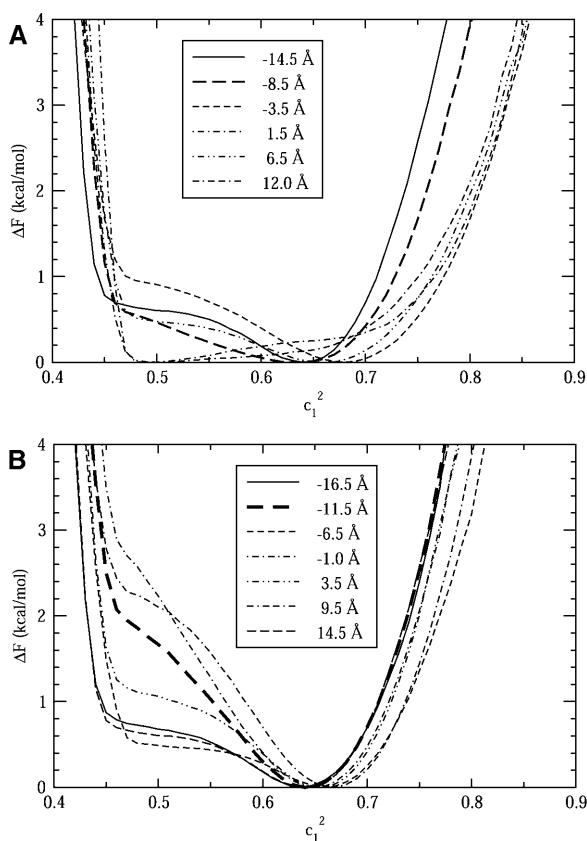 A
4
3
2
1
0
ΔF (kcal/mol)
-14.5 Å
-8.5 Å
-3.5 Å
1.5 Å
6.5 Å
12.0 Å
0.4 0.5 0.6 0.7 0.8 0.9
c₁²
B
4
3
2
1
0
ΔF (kcal/mol)
-16.5 Å
-11.5 Å
-6.5 Å
-1.0 Å
3.5 Å
9.5 Å
14.5 Å
0.4 0.5 0.6 0.7 0.8 0.9
c₁²